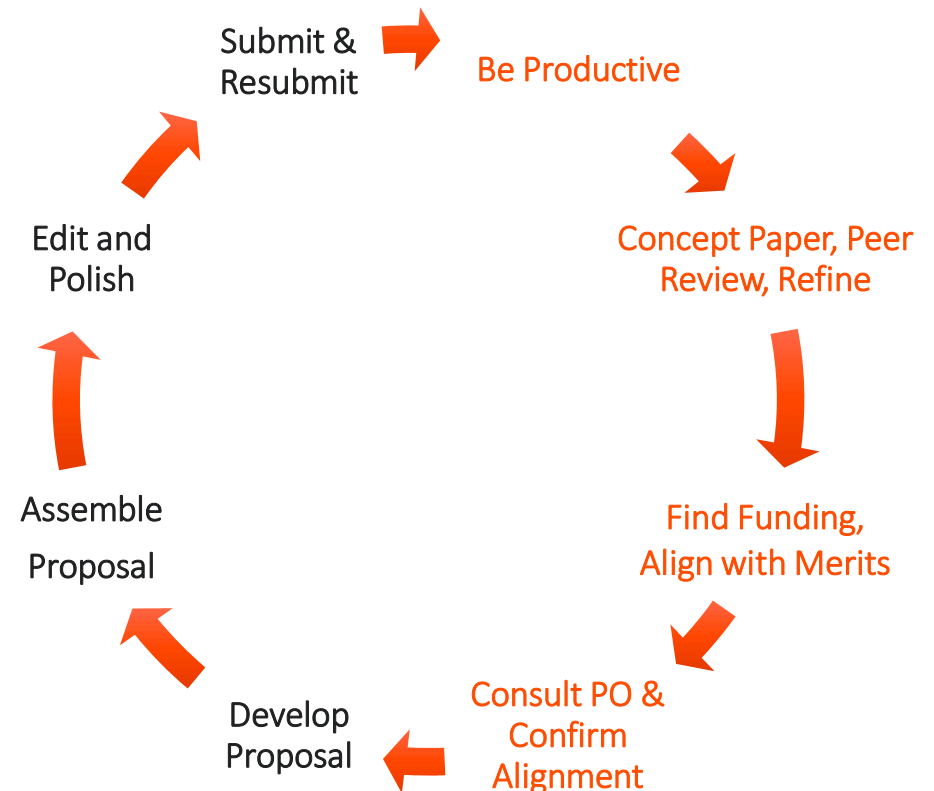 Submit &
Resubmit
Be Productive
Concept Paper, Peer
Review, Refine
Find Funding,
Align with Merits
Consult PO &
Confirm
Alignment
Develop
Proposal
Assemble
Proposal
Edit and
Polish